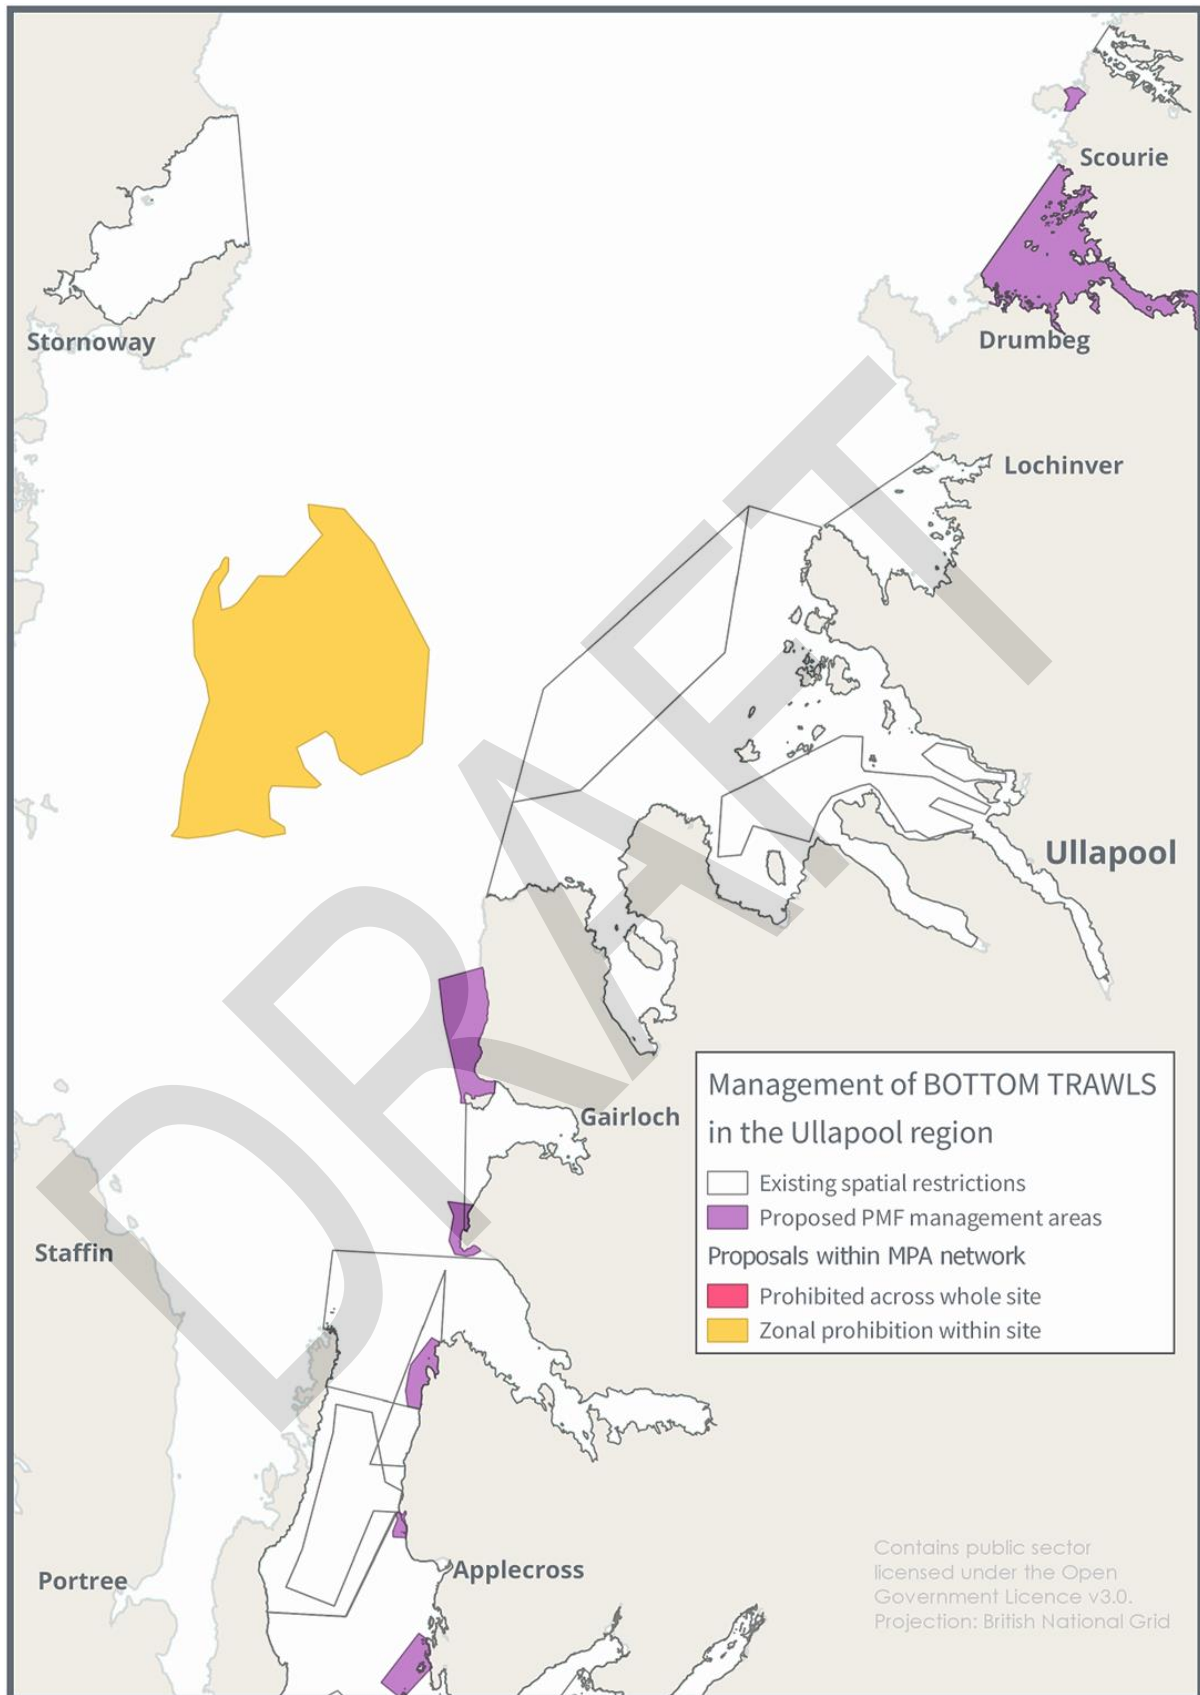 Scourie
Stornoway
Drumbeg
Lochinver
Ullapool
Gairloch
Management of BOTTOM TRAWLS
in the Ullapool region
Existing spatial restrictions
Proposed PMF management areas
Proposals within MPA network
Prohibited across whole site
Zonal prohibition within site
Staffin
Portree
Applecross
Contains public sector
licensed under the Open
Government Licence v3.0.
Projection: British National Grid
DRAFT